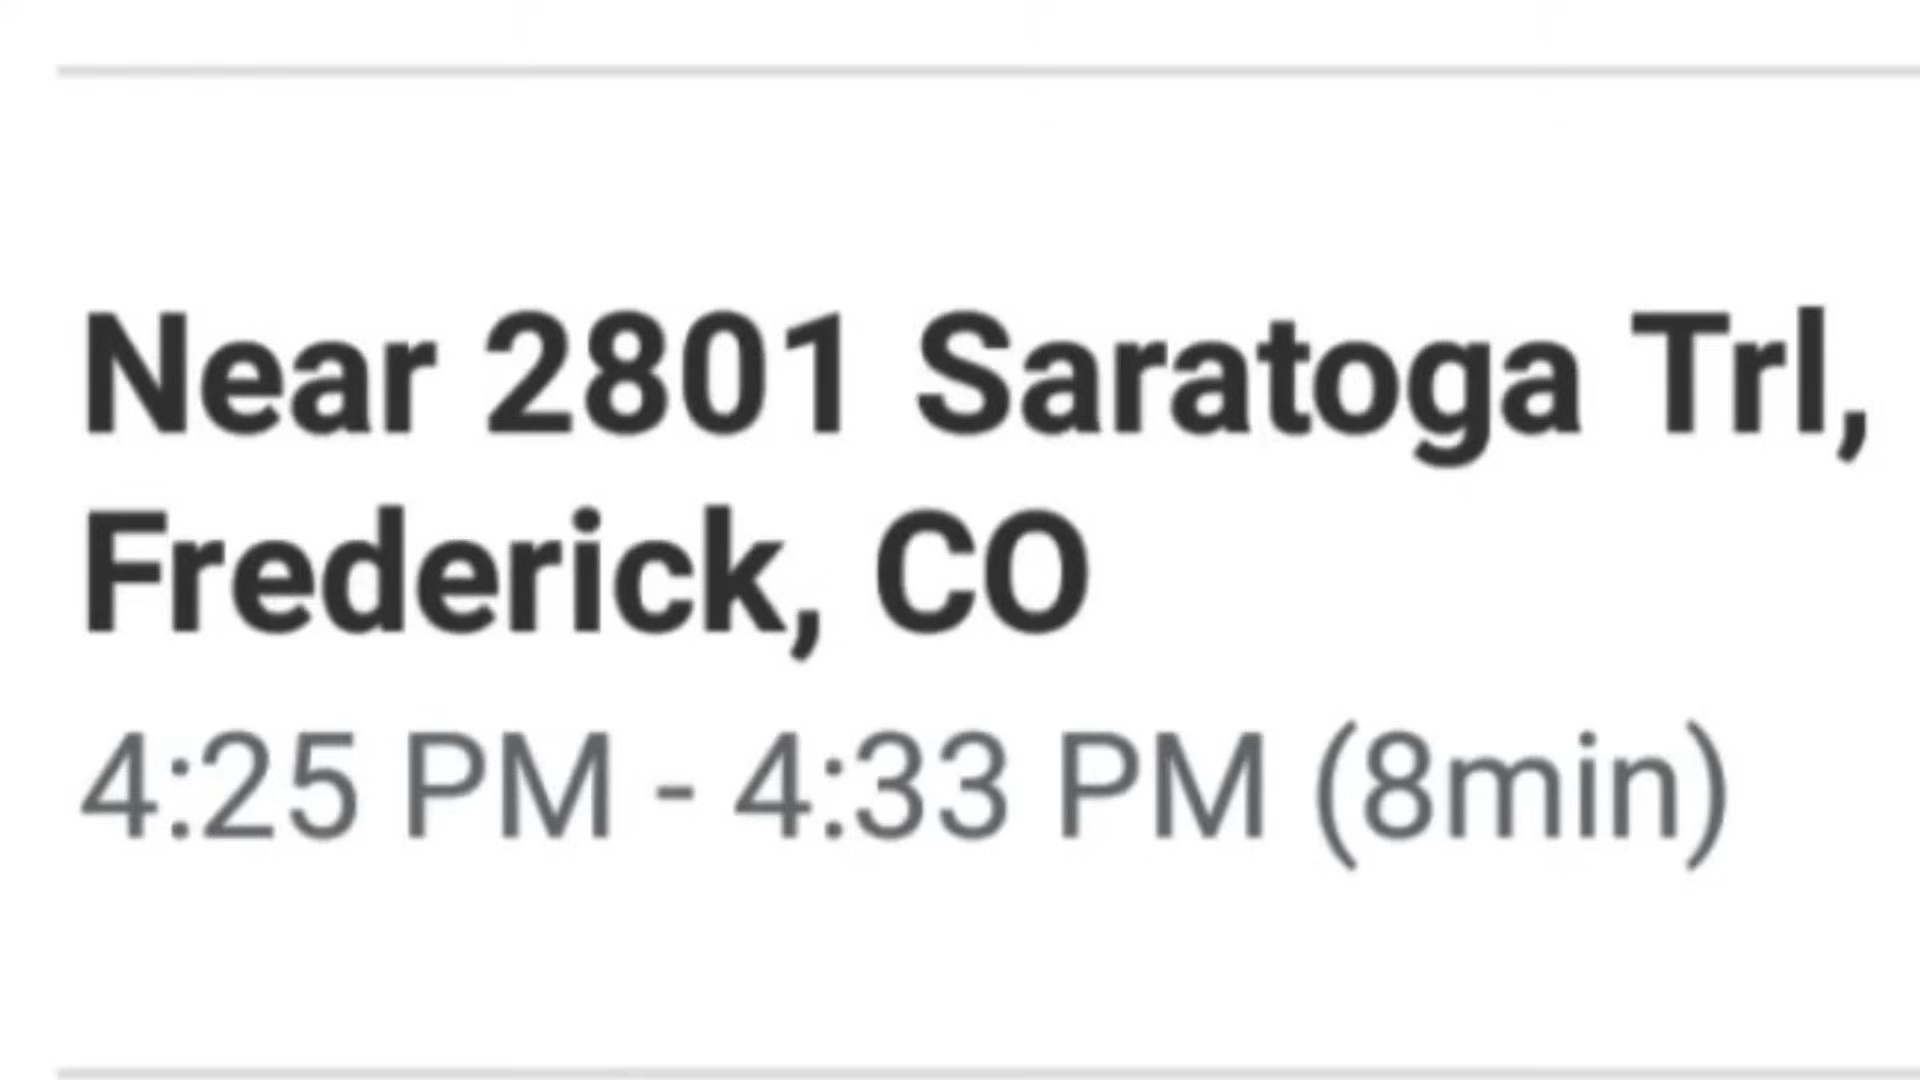 Near 2801 Saratoga Trl,
Frederick, CO
4:25 PM - 4:33 PM (8min)